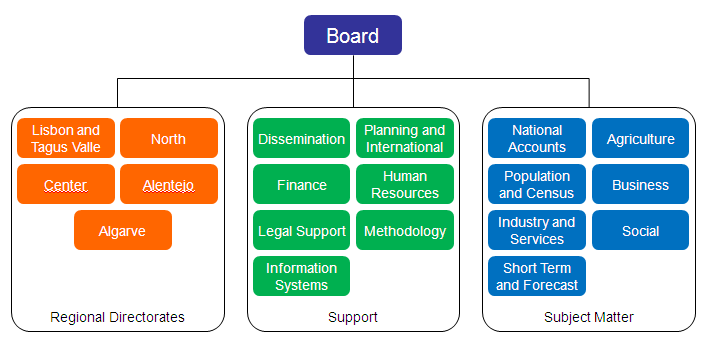 Board
Lisbon and
Tagus Valle
North
Center
Alentejo
Algarve
Regional Directorates
Dissemination
Planning and
International
Finance
Human
Resources
Legal Support
Methodology
Information
Systems
Support
National
Accounts
Agriculture
Population
and Census
Business
Industry and
Services
Social
Short Term
and Forecast
Subject Matter